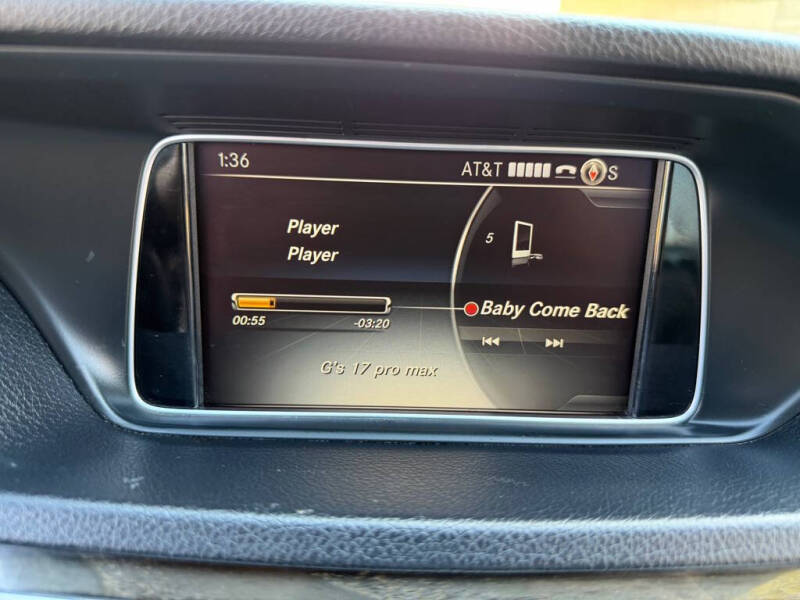 1:36 AT&T S
Player
Player
5
00:55 -03:20
Baby Come Back
G's 17 pro max